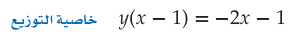 y(x − 1) = −2x − 1 خاصية التوزيع